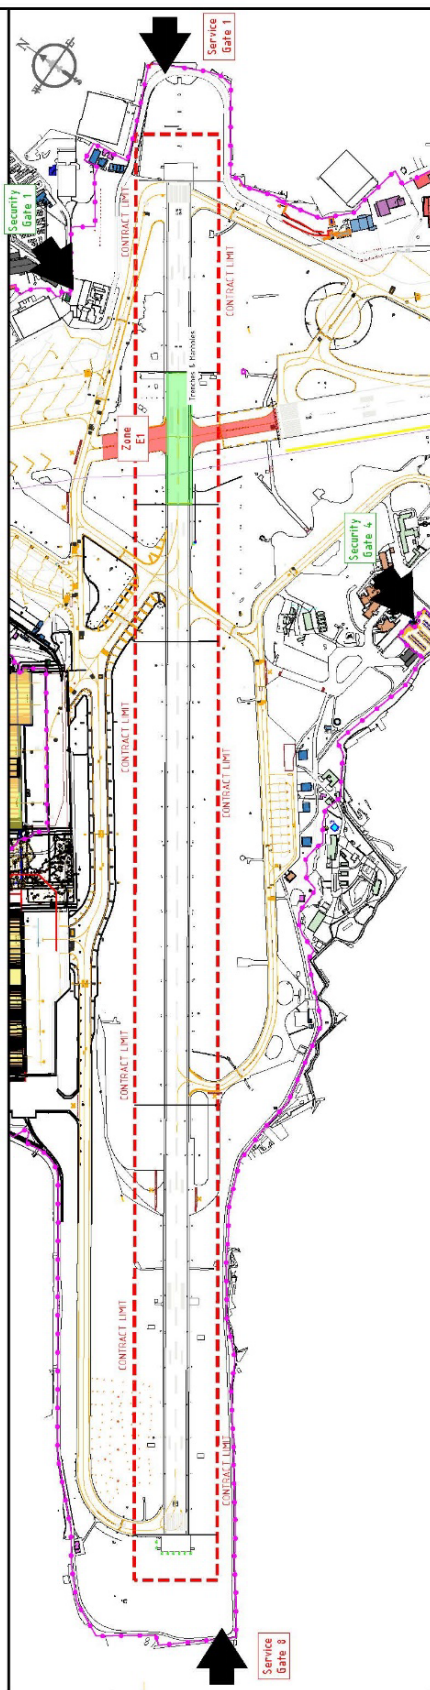 Service
Gate 1
N
Security
Gate 1
CONTRACT LIMIT
CONTRACT LIMIT
Trenches & Manholes
Zone
E1
Security
Gate 4
CONTRACT LIMIT
CONTRACT LIMIT
CONTRACT LIMIT
CONTRACT LIMIT
CONTRACT LIMIT
Service
Gate 8